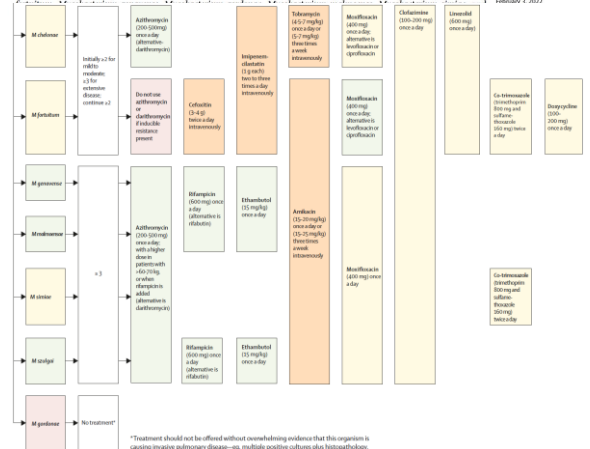 February 3, 2022
M chelonae
Initially ≥2 for
mild to
moderate;
≥3 for
extensive
disease;
continue ≥2
Azithromycin
(200-500mg)
once a day
(alternative-
clarithromycin)
Imipenem-
cilastatin
(1 g each)
two to three
times a day
intravenously
Tobramycin
(4·5-7 mg/kg)
once a day or
(5-7 mg/kg)
three times
a week
intravenously
Moxifloxacin
(400 mg)
once a day;
alternative is
levofloxacin or
ciprofloxacin
Clofazimine
(100-200 mg)
once a day
Linezolid
(600 mg)
once a day
M fortuitum
Do not use
azithromycin
or
clarithromycin
if inducible
resistance
present
Cefoxitin
(3-4 g)
twice a day
intravenously
Moxifloxacin
(400 mg)
once a day;
alternative is
levofloxacin or
ciprofloxacin
Co-trimoxazole
(trimethoprim
800 mg and
sulfame-
thoxazole
160 mg) twice
a day
Doxycycline
(100-
200 mg)
once a day
M genavense
M malmoense
M simiae
M szulgai
≥3
Azithromycin
(200-500 mg)
once a day;
with a higher
dose in
patients with
>60-70 kg,
or when
rifampicin is
added
(alternative is
clarithromycin)
Rifampicin
(600 mg) once
a day
(alternative is
rifabutin)
Ethambutol
(15 mg/kg)
once a day
Amikacin
(15-20 mg/kg)
once a day or
(15-25 mg/kg)
three times
a week
intravenously
Moxifloxacin
(400 mg) once
a day
Co-trimoxazole
(trimethoprim
800 mg and
sulfame-
thoxazole
160 mg)
twice a day
Rifampicin
(600 mg) once
a day
(alternative is
rifabutin)
Ethambutol
(15 mg/kg)
once a day
M gordonae
No treatment*
*Treatment should not be offered without overwhelming evidence that this organism is
causing invasive pulmonary disease—eg, multiple positive cultures plus histopathology.